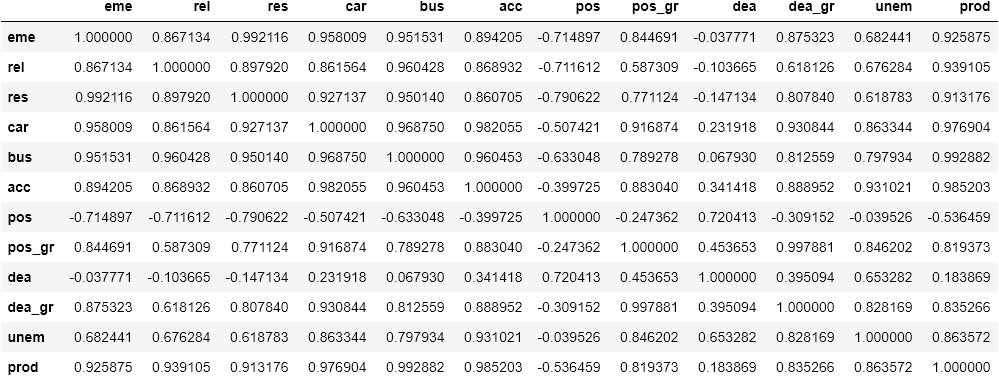 eme rel res car bus acc pos pos_gr dea dea_gr unem prod
eme 1.000000 0.867134 0.992116 0.958009 0.951531 0.894205 -0.714897 0.844691 -0.037771 0.875323 0.682441 0.925875
rel 0.867134 1.000000 0.897920 0.861564 0.960428 0.868932 -0.711612 0.587309 -0.103665 0.618126 0.676284 0.939105
res 0.992116 0.897920 1.000000 0.927137 0.950140 0.860705 -0.790622 0.771124 -0.147134 0.807840 0.618783 0.913176
car 0.958009 0.861564 0.927137 1.000000 0.968750 0.982055 -0.507421 0.916874 0.231918 0.930844 0.863344 0.976904
bus 0.951531 0.960428 0.950140 0.968750 1.000000 0.960453 -0.633048 0.789278 0.067930 0.812559 0.797934 0.992882
acc 0.894205 0.868932 0.860705 0.982055 0.960453 1.000000 -0.399725 0.883040 0.341418 0.888952 0.931021 0.985203
pos -0.714897 -0.711612 -0.790622 -0.507421 -0.633048 -0.399725 1.000000 -0.247362 0.720413 -0.309152 -0.039526 -0.536459
pos_gr 0.844691 0.587309 0.771124 0.916874 0.789278 0.883040 -0.247362 1.000000 0.453653 0.997881 0.846202 0.819373
dea -0.037771 -0.103665 -0.147134 0.231918 0.067930 0.341418 0.720413 0.453653 1.000000 0.395094 0.653282 0.183869
dea_gr 0.875323 0.618126 0.807840 0.930844 0.812559 0.888952 -0.309152 0.997881 0.395094 1.000000 0.828169 0.835266
unem 0.682441 0.676284 0.618783 0.863344 0.797934 0.931021 -0.039526 0.846202 0.653282 0.828169 1.000000 0.863572
prod 0.925875 0.939105 0.913176 0.976904 0.992882 0.985203 -0.536459 0.819373 0.183869 0.835266 0.863572 1.000000